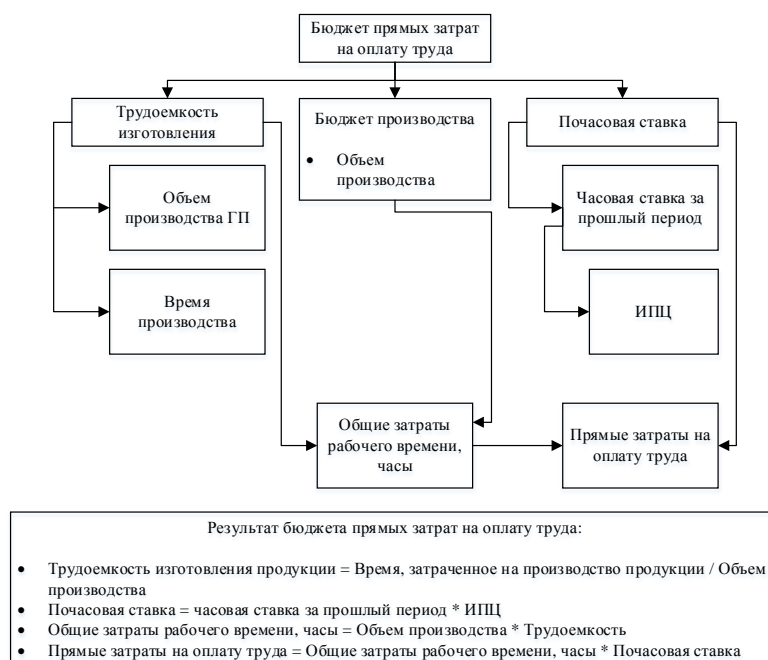 Бюджет прямых затрат
на оплату труда
Трудоемкость
изготовления
Бюджет производства
• Объем
производства
Почасовая ставка
Объем
производства ГП
Часовая ставка за
прошлый период
Время
производства
ИПЦ
Общие затраты
рабочего времени,
часы
Прямые затраты на
оплату труда
Результат бюджета прямых затрат на оплату труда:
• Трудоемкость изготовления продукции = Время, затраченное на производство продукции / Объем
производства
• Почасовая ставка = часовая ставка за прошлый период * ИПЦ
• Общие затраты рабочего времени, часы = Объем производства * Трудоемкость
• Прямые затраты на оплату труда = Общие затраты рабочего времени, часы * Почасовая ставка